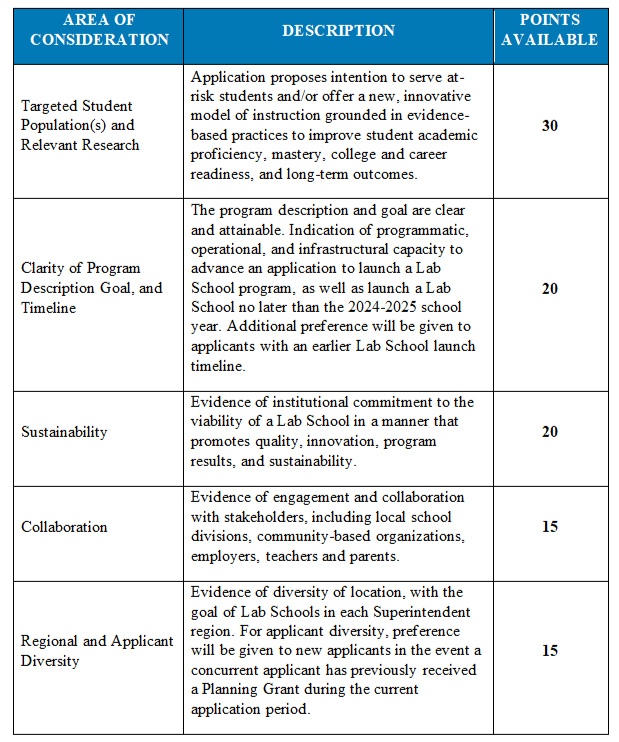 AREA OF
CONSIDERATION
DESCRIPTION
POINTS
AVAILABLE
Targeted Student
Population(s) and
Relevant Research
Application proposes intention to serve at-
risk students and/or offer a new, innovative
model of instruction grounded in evidence-
based practices to improve student academic
proficiency, mastery, college and career
readiness, and long-term outcomes.
30
Clarity of Program
Description Goal, and
Timeline
The program description and goal are clear
and attainable. Indication of programmatic,
operational, and infrastructural capacity to
advance an application to launch a Lab
School program, as well as launch a Lab
School no later than the 2024-2025 school
year. Additional preference will be given to
applicants with an earlier Lab School launch
timeline.
20
Sustainability
Evidence of institutional commitment to the
viability of a Lab School in a manner that
promotes quality, innovation, program
results, and sustainability.
20
Collaboration
Evidence of engagement and collaboration
with stakeholders, including local school
divisions, community-based organizations,
employers, teachers and parents.
15
Regional and Applicant
Diversity
Evidence of diversity of location, with the
goal of Lab Schools in each Superintendent
region. For applicant diversity, preference
will be given to new applicants in the event a
concurrent applicant has previously received
a Planning Grant during the current
application period.
15